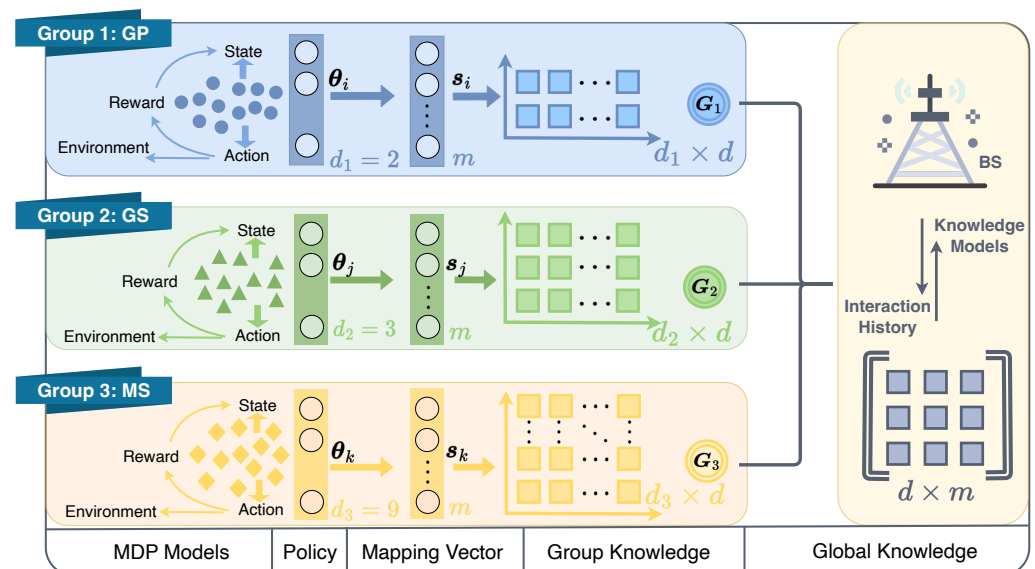 Group 1: GP
State
Reward
Environment
Action
θᵢ
d₁ = 2
sᵢ
m
G₁
d₁ × d
Group 2: GS
State
Reward
Environment
Action
θⱼ
d₂ = 3
sⱼ
m
G₂
d₂ × d
Group 3: MS
State
Reward
Environment
Action
θₖ
d₃ = 9
sₖ
m
G₃
d₃ × d
BS
Knowledge
Models
Interaction
History
d × m
MDP Models
Policy
Mapping Vector
Group Knowledge
Global Knowledge